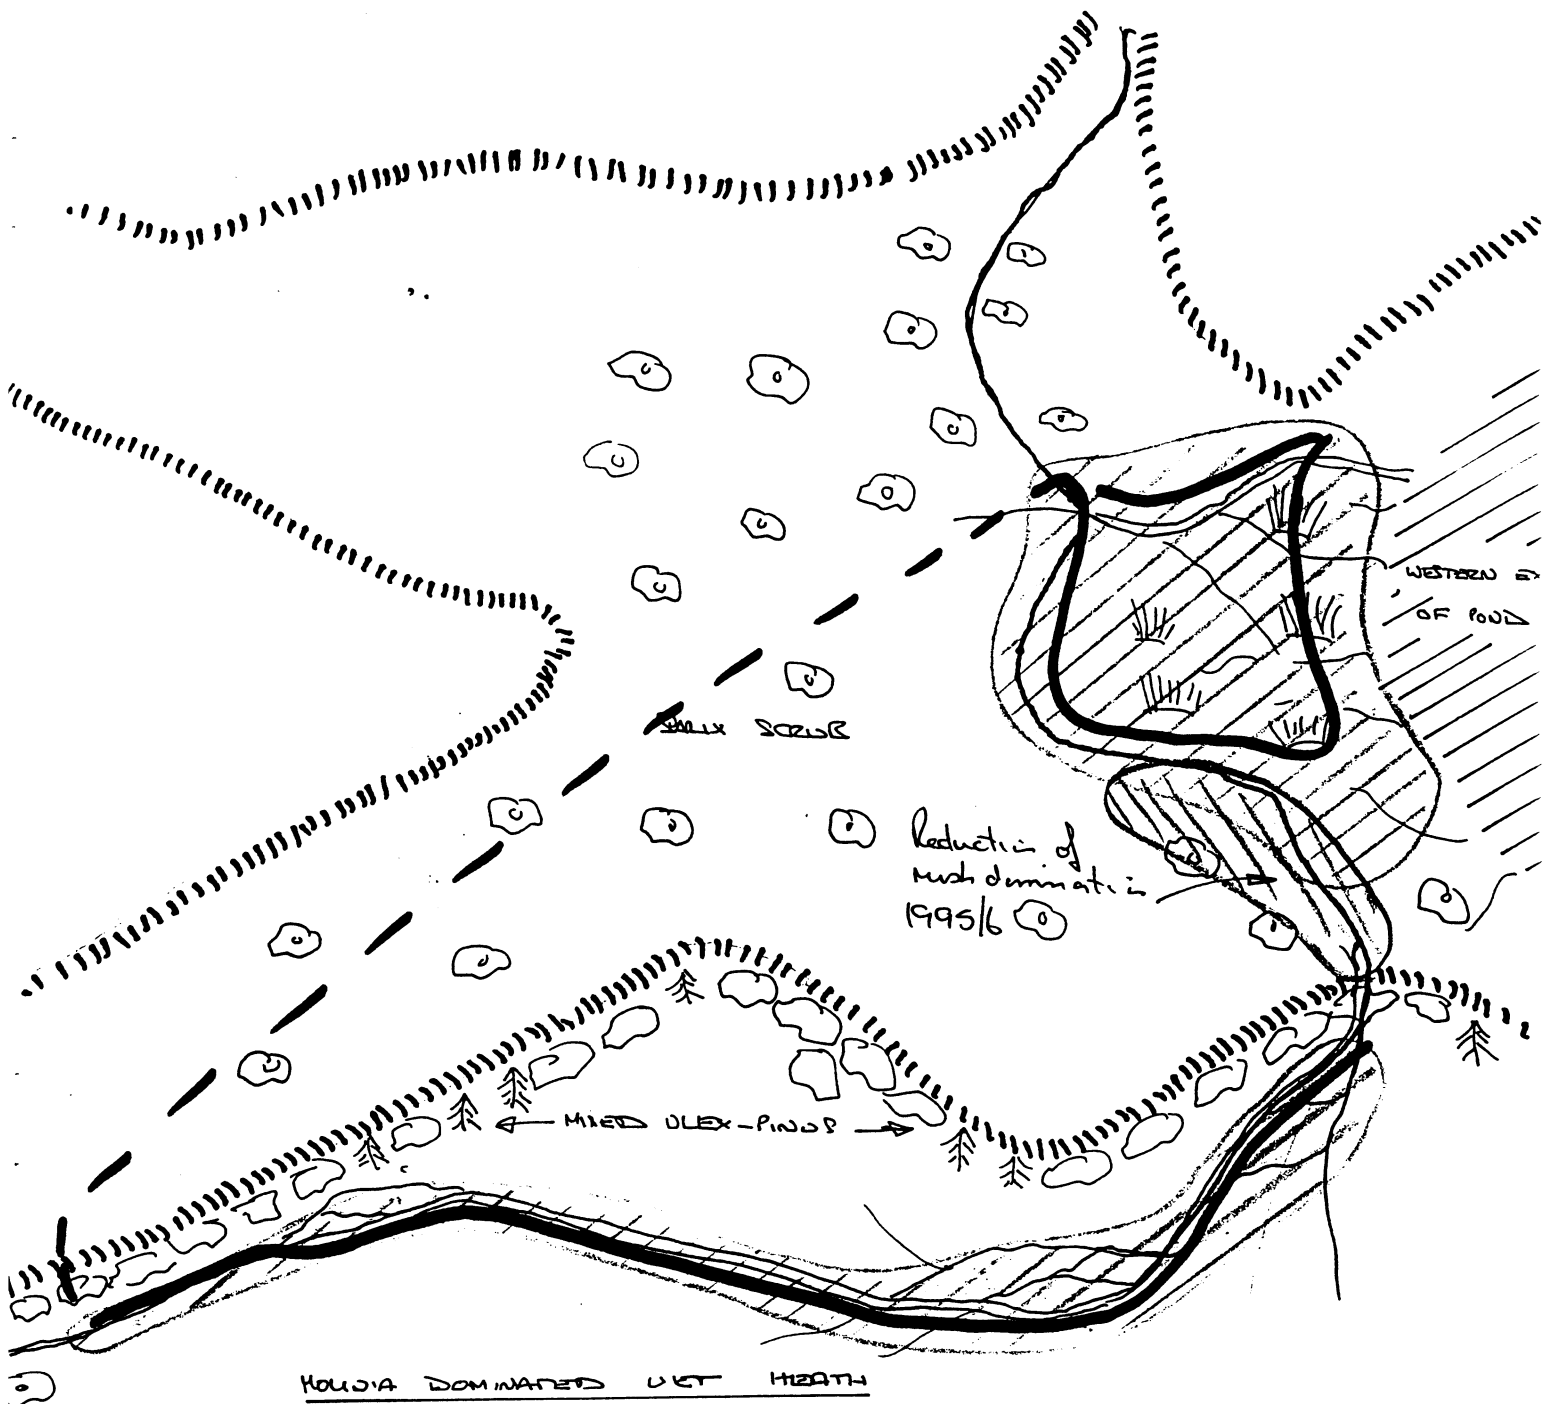 WESTERN E
OF POND
SALIX SCRUB
Reduction of
rush domination
1995/6
MIXED ULEX-PINUS
MOLINIA DOMINATED WET HEATH